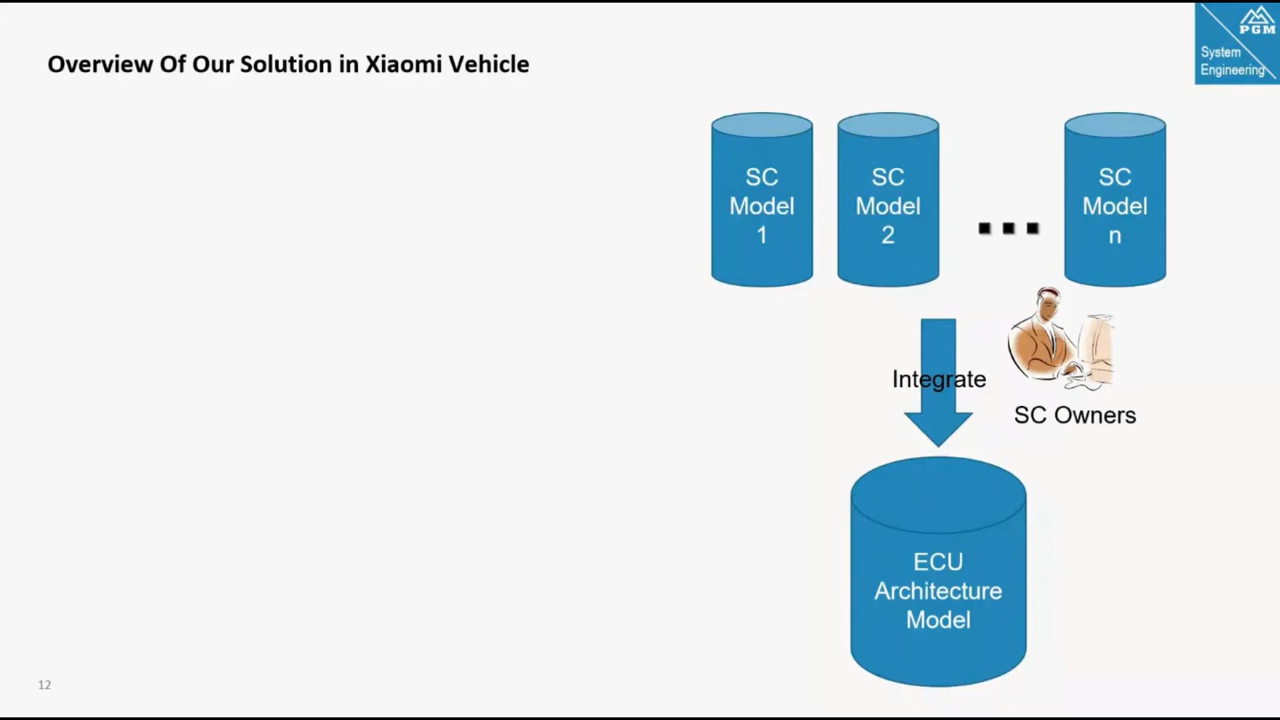 Overview Of Our Solution in Xiaomi Vehicle
PGM
System
Engineering
SC
Model
1
SC
Model
2
SC
Model
n
Integrate
SC Owners
ECU
Architecture
Model
12